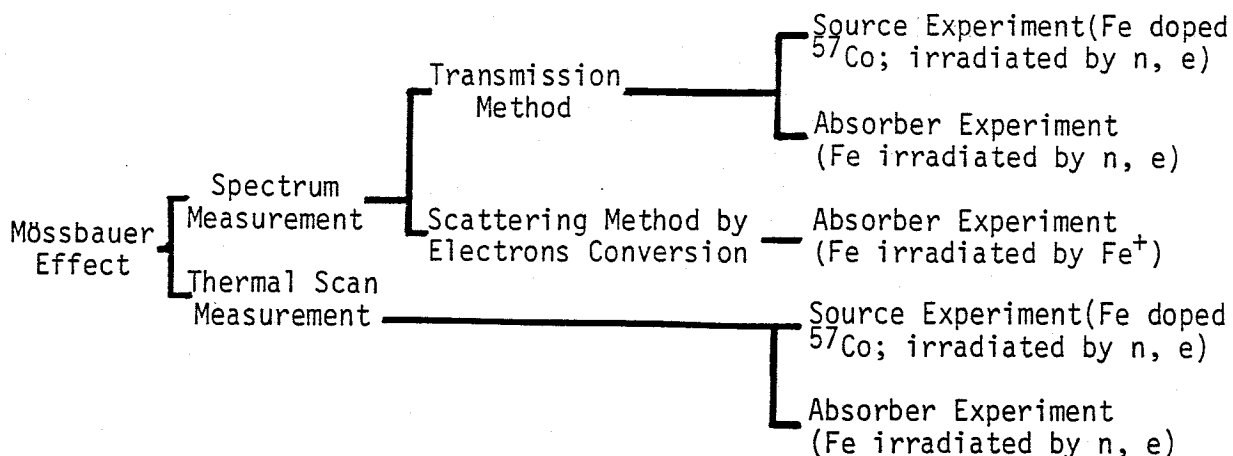 Mössbauer
Effect
Spectrum
Measurement
Transmission
Method
Source Experiment(Fe doped
⁵⁷Co; irradiated by n, e)
Absorber Experiment
(Fe irradiated by n, e)
Scattering Method by
Electrons Conversion
Absorber Experiment
(Fe irradiated by Fe⁺)
Thermal Scan
Measurement
Source Experiment(Fe doped
⁵⁷Co; irradiated by n, e)
Absorber Experiment
(Fe irradiated by n, e)